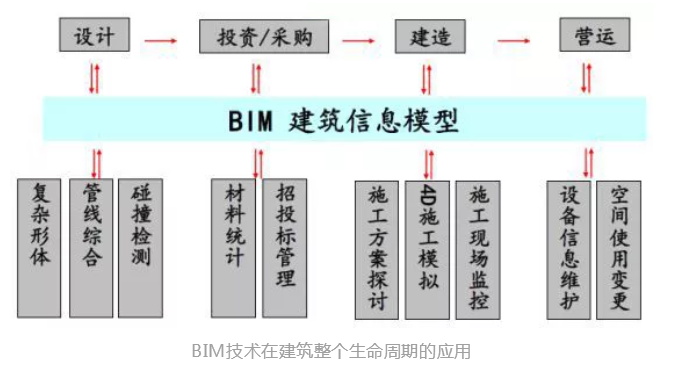 设计
投资/采购
建造
营运
BIM 建筑信息模型
复杂形体
管线综合
碰撞检测
材料统计
招投标管理
施工方案探讨
4D施工模拟
施工现场监控
设备信息维护
空间使用变更
BIM技术在建筑整个生命周期的应用